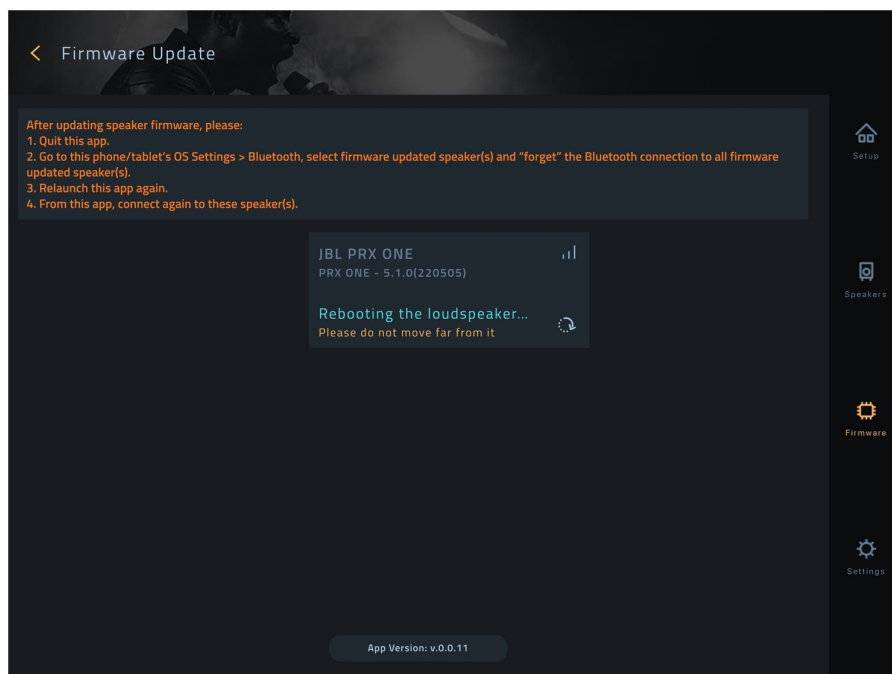 Firmware Update
After updating speaker firmware, please:
1. Quit this app.
2. Go to this phone/tablet's OS Settings > Bluetooth, select firmware updated speaker(s) and “forget” the Bluetooth connection to all firmware
updated speaker(s).
3. Relaunch this app again.
4. From this app, connect again to these speaker(s).
JBL PRX ONE
PRX ONE - 5.1.0(220505)
Rebooting the loudspeaker...
Please do not move far from it
Setup
Speakers
Firmware
Settings
App Version: v.0.0.11